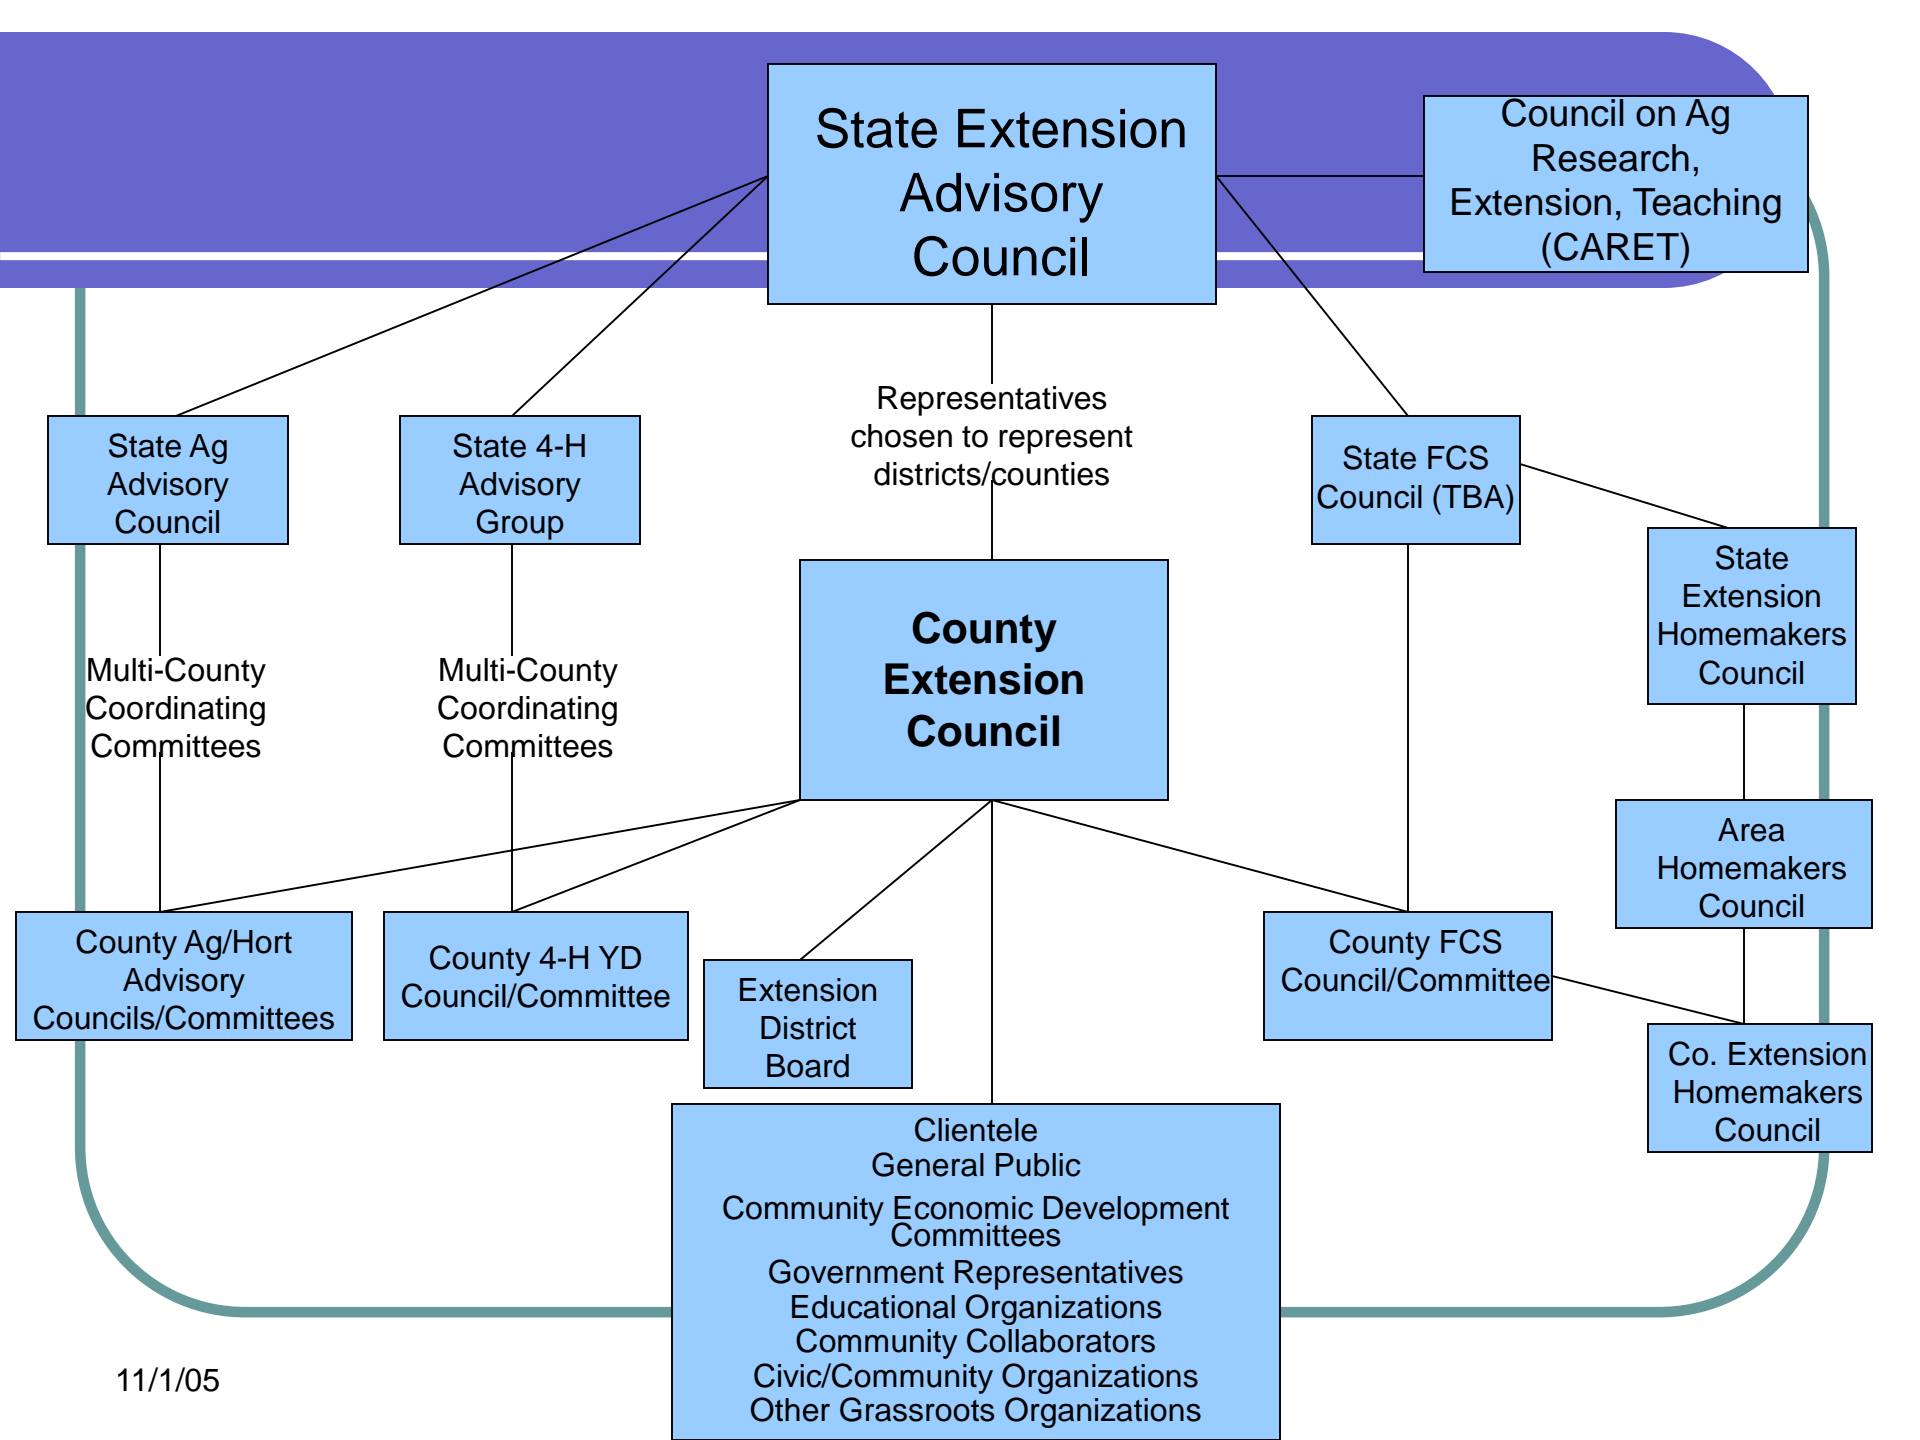 State Extension
Advisory
Council
Council on Ag
Research,
Extension, Teaching
(CARET)
State Ag
Advisory
Council
State 4-H
Advisory
Group
Representatives
chosen to represent
districts/counties
State FCS
Council (TBA)
State
Extension
Homemakers
Council
County
Extension
Council
Multi-County
Coordinating
Committees
Multi-County
Coordinating
Committees
Area
Homemakers
Council
County Ag/Hort
Advisory
Councils/Committees
County 4-H YD
Council/Committee
Extension
District
Board
County FCS
Council/Committee
Co. Extension
Homemakers
Council
Clientele
General Public
Community Economic Development
Committees
Government Representatives
Educational Organizations
Community Collaborators
Civic/Community Organizations
Other Grassroots Organizations
11/1/05